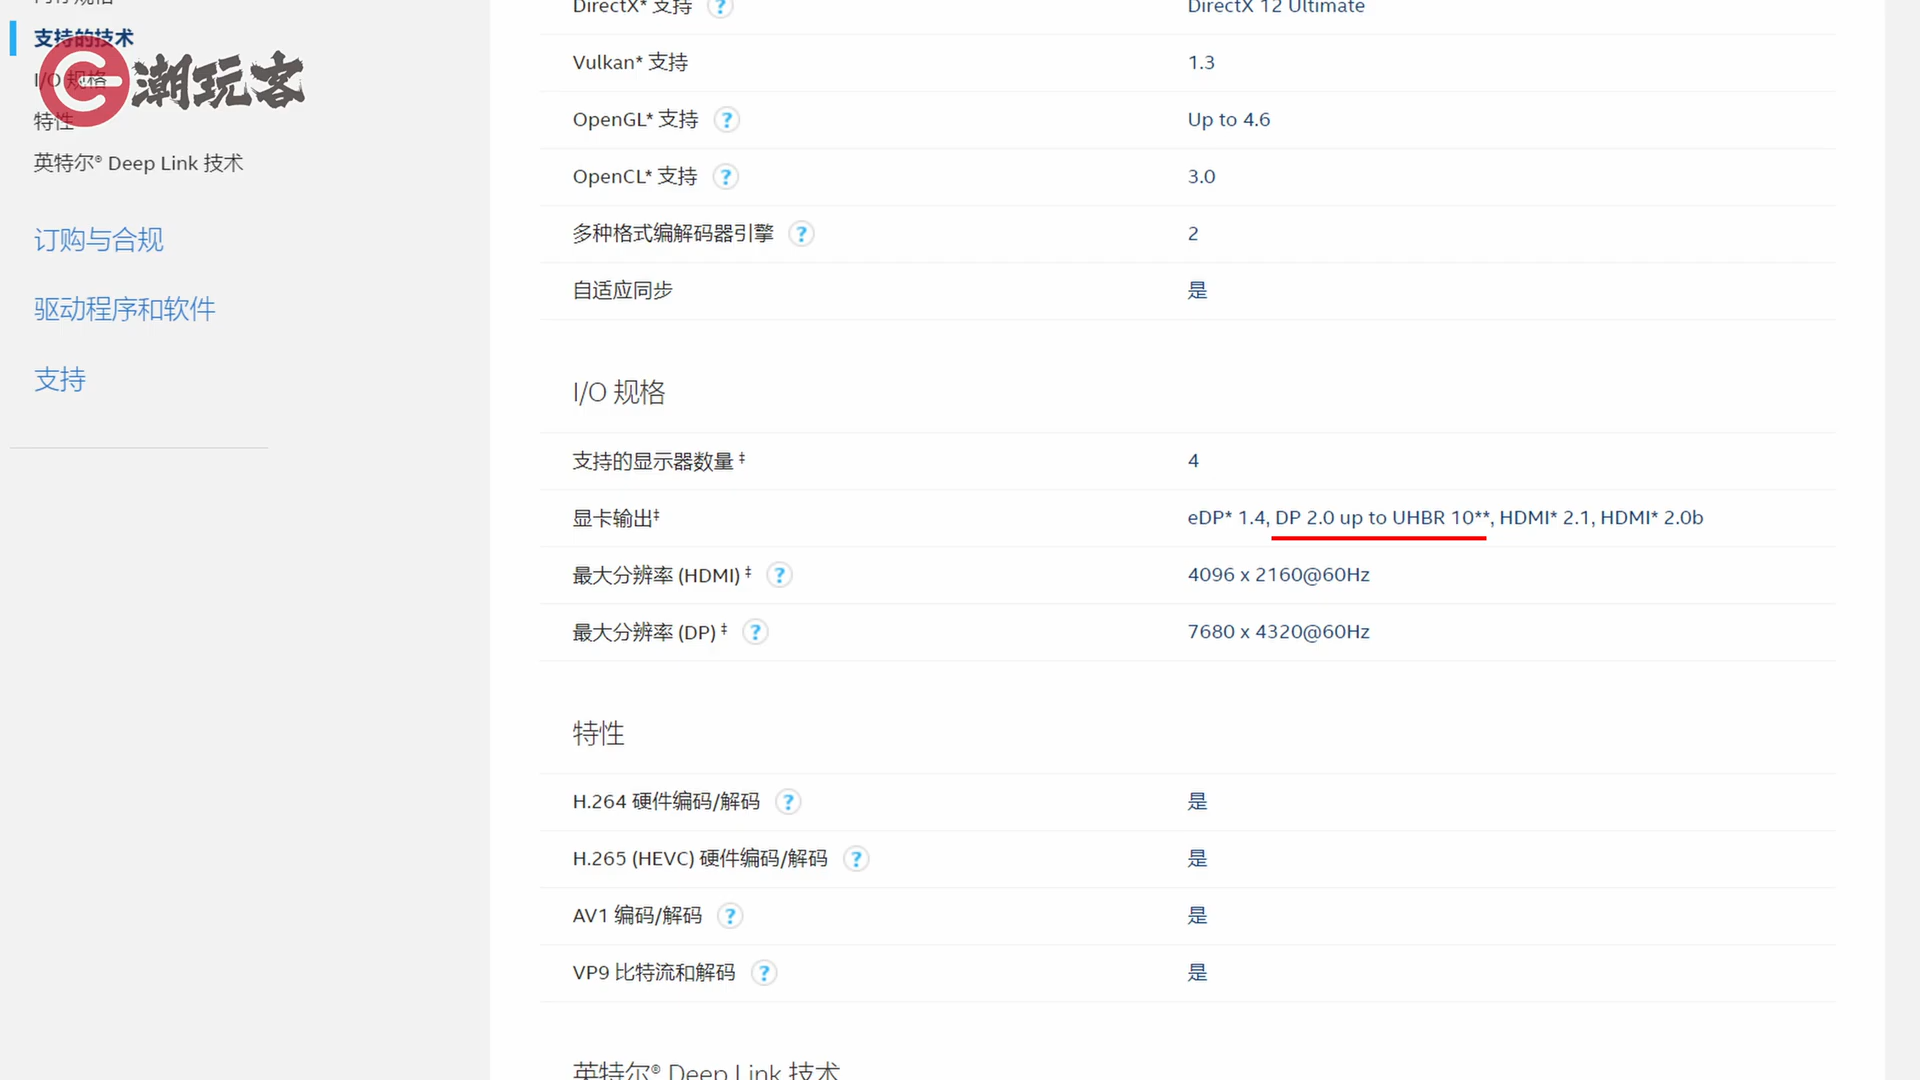 支持的技术
I/O 规格
潮玩客
特性
英特尔® Deep Link 技术
订购与合规
驱动程序和软件
支持
DirectX* 支持 ? DirectX 12 Ultimate
Vulkan* 支持 1.3
OpenGL* 支持 ? Up to 4.6
OpenCL* 支持 ? 3.0
多种格式编解码器引擎 ? 2
自适应同步 是
I/O 规格
支持的显示器数量 ‡ 4
显卡输出‡ eDP* 1.4, DP 2.0 up to UHBR 10**, HDMI* 2.1, HDMI* 2.0b
最大分辨率 (HDMI) ‡ ? 4096 x 2160@60Hz
最大分辨率 (DP) ‡ ? 7680 x 4320@60Hz
特性
H.264 硬件编码/解码 ? 是
H.265 (HEVC) 硬件编码/解码 ? 是
AV1 编码/解码 ? 是
VP9 比特流和解码 ? 是
英特尔® Deep Link 技术